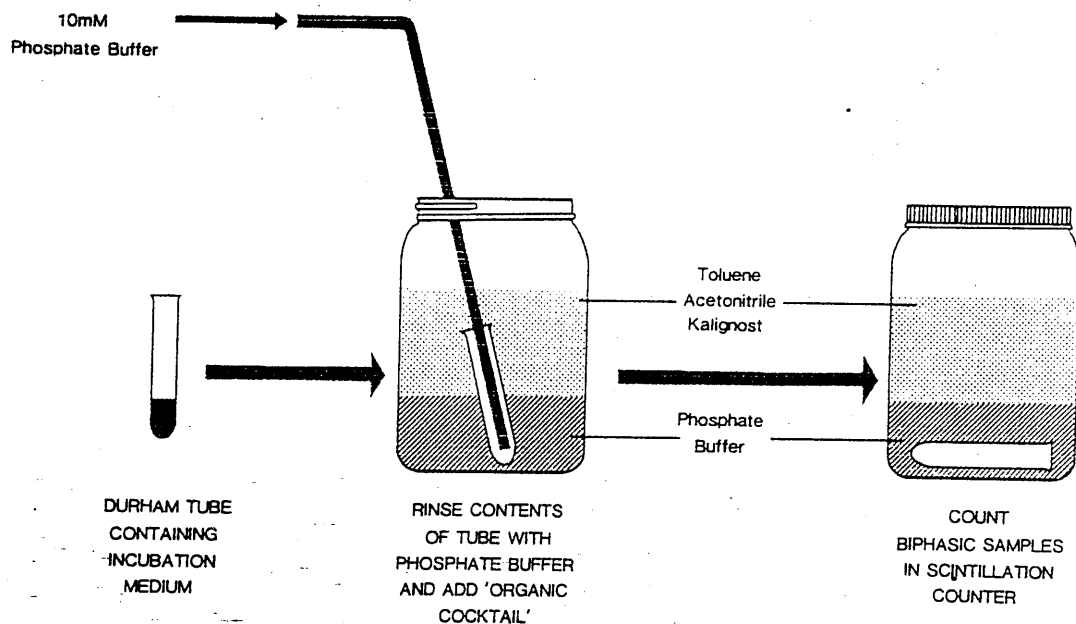 10mM
Phosphate Buffer
Toluene
Acetonitrile
Kalignost
Phosphate
Buffer
DURHAM TUBE
CONTAINING
INCUBATION
MEDIUM
RINSE CONTENTS
OF TUBE WITH
PHOSPHATE BUFFER
AND ADD 'ORGANIC
COCKTAIL'
COUNT
BIPHASIC SAMPLES
IN SCINTILLATION
COUNTER